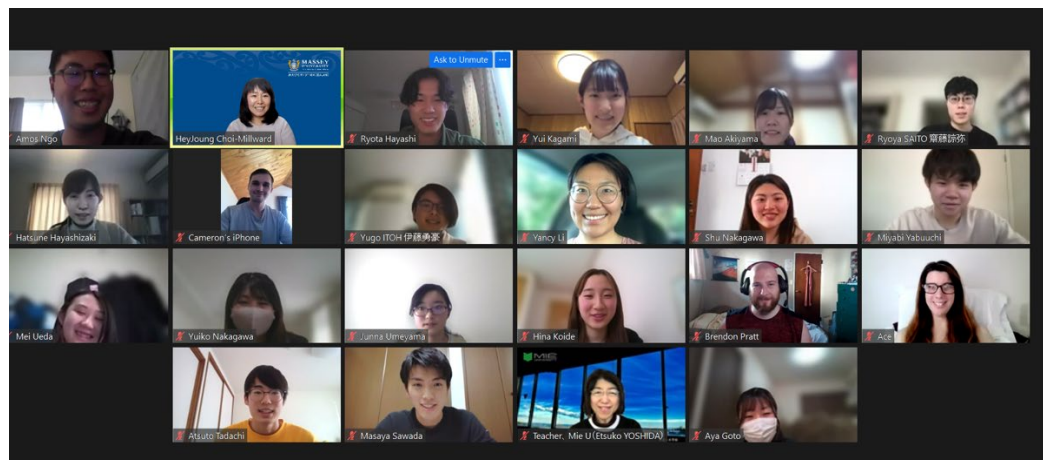 MASSEY
Ask to Unmute
Amos Ngo
HeyJoung Choi-Millward
Ryota Hayashi
Yui Kagami
Mao Akiyama
Ryoya SAITO 齋藤諒弥
Hatsune Hayashizaki
Cameron's iPhone
Yugo ITOH 伊藤勇豪
Yancy Li
Shu Nakagawa
Miyabi Yabuuchi
Mei Ueda
Yuiko Nakagawa
Junna Umeyama
Hina Koide
Brendon Pratt
Ace
MIE
Atsuto Tadachi
Masaya Sawada
Teacher、Mie U(Etsuko YOSHIDA)
Aya Goto